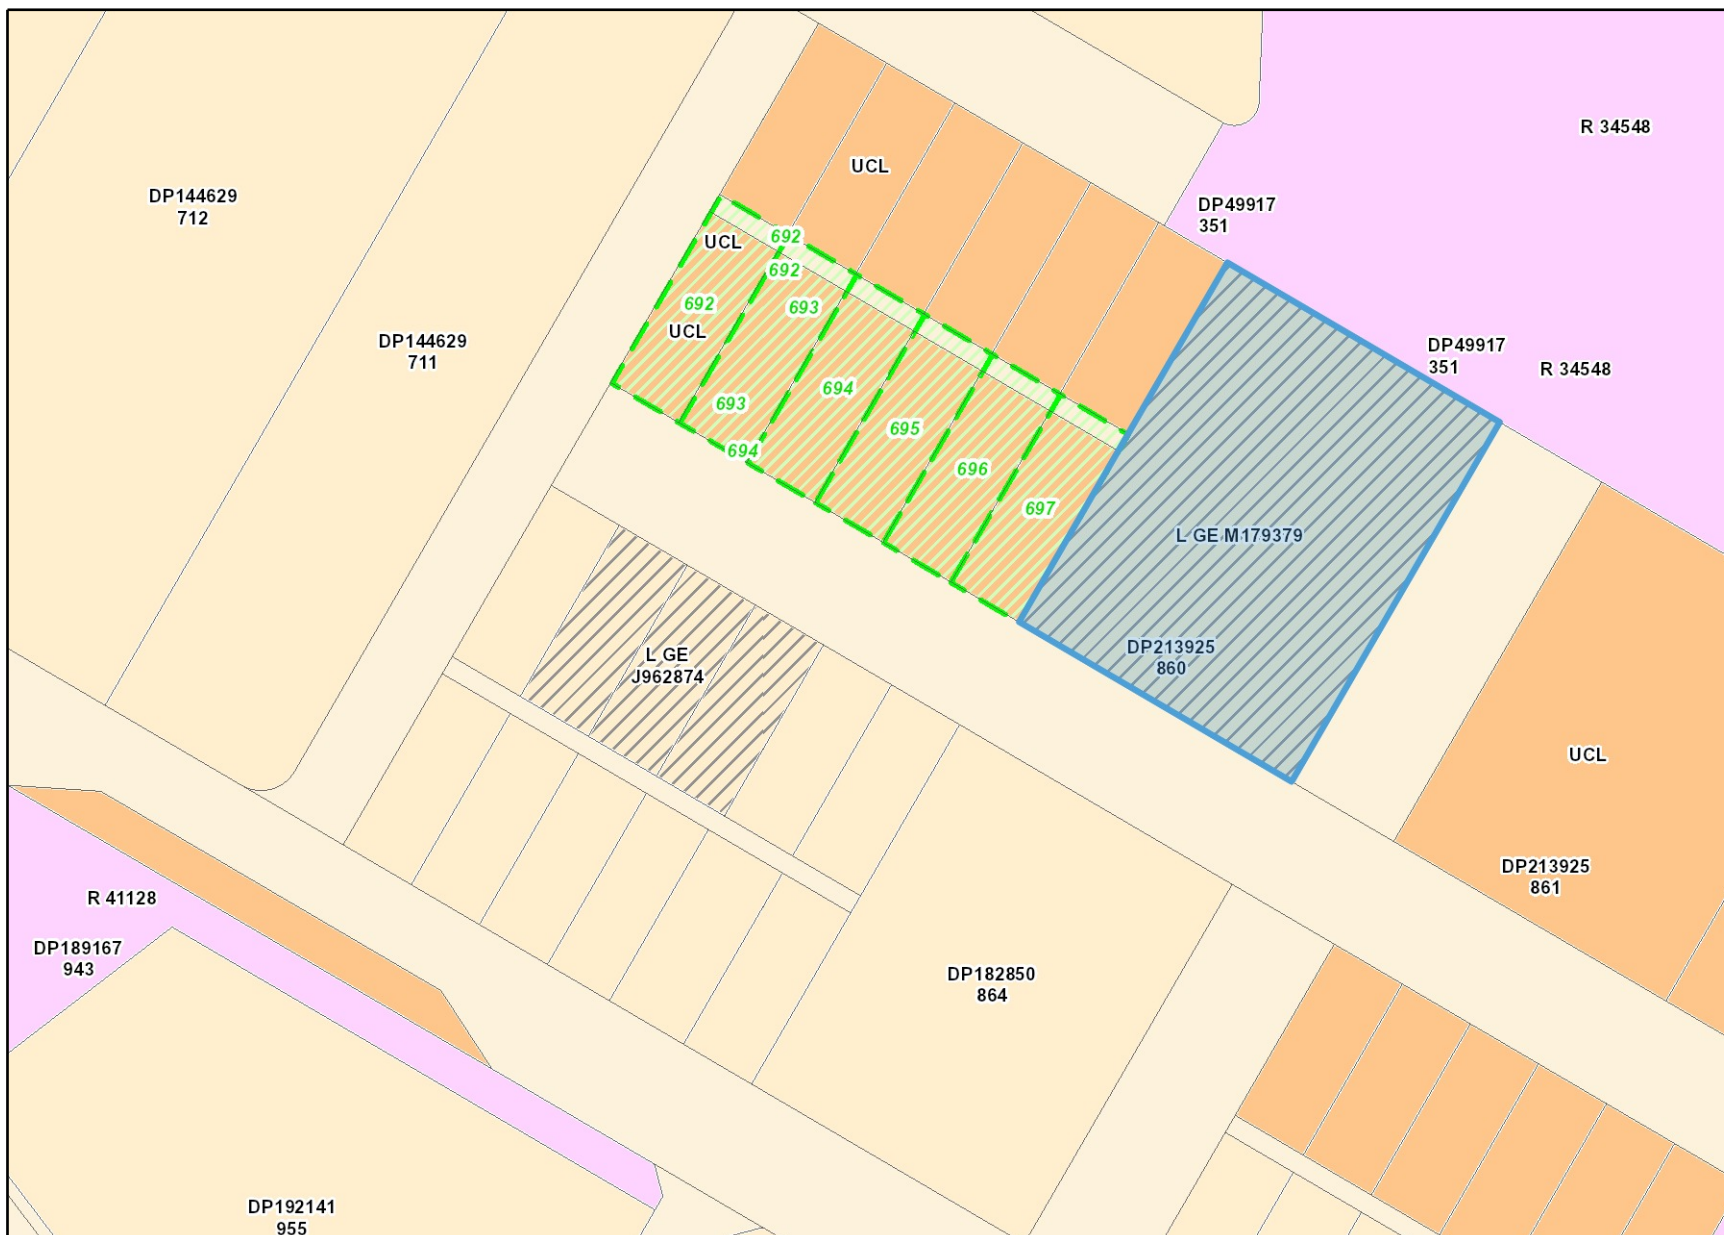 R 34548
UCL
DP144629
712
DP49917
351
692
UCL
692
692
693
UCL
DP144629
711
DP49917
351
R 34548
694
693
695
694
696
697
L GE M179379
L GE
J962874
DP213925
860
UCL
DP213925
861
R 41128
DP189167
943
DP182850
864
DP192141
955